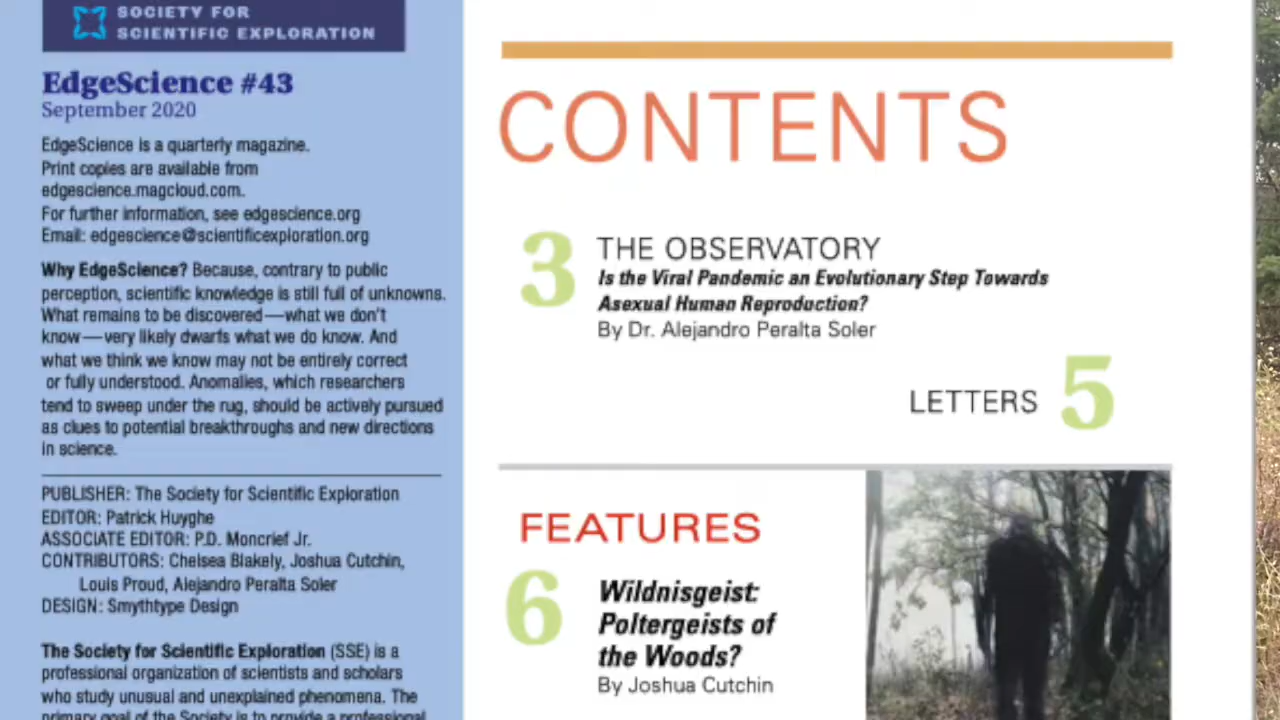 SOCIETY FOR
SCIENTIFIC EXPLORATION
EdgeScience #43
September 2020
EdgeScience is a quarterly magazine.
Print copies are available from
edgescience.magcloud.com.
For further information, see edgescience.org
Email: edgescience@scientificexploration.org
Why EdgeScience? Because, contrary to public
perception, scientific knowledge is still full of unknowns.
What remains to be discovered—what we don't
know—very likely dwarfs what we do know. And
what we think we know may not be entirely correct
or fully understood. Anomalies, which researchers
tend to sweep under the rug, should be actively pursued
as clues to potential breakthroughs and new directions
in science.
PUBLISHER: The Society for Scientific Exploration
EDITOR: Patrick Huyghe
ASSOCIATE EDITOR: P.D. Moncrief Jr.
CONTRIBUTORS: Chelsea Blakely, Joshua Cutchin,
Louis Proud, Alejandro Peralta Soler
DESIGN: Smythtype Design
The Society for Scientific Exploration (SSE) is a
professional organization of scientists and scholars
who study unusual and unexplained phenomena. The
primary goal of the Society is to provide a professional
CONTENTS
3 THE OBSERVATORY
Is the Viral Pandemic an Evolutionary Step Towards
Asexual Human Reproduction?
By Dr. Alejandro Peralta Soler
LETTERS 5
FEATURES
6 Wildnisgeist:
Poltergeists of
the Woods?
By Joshua Cutchin